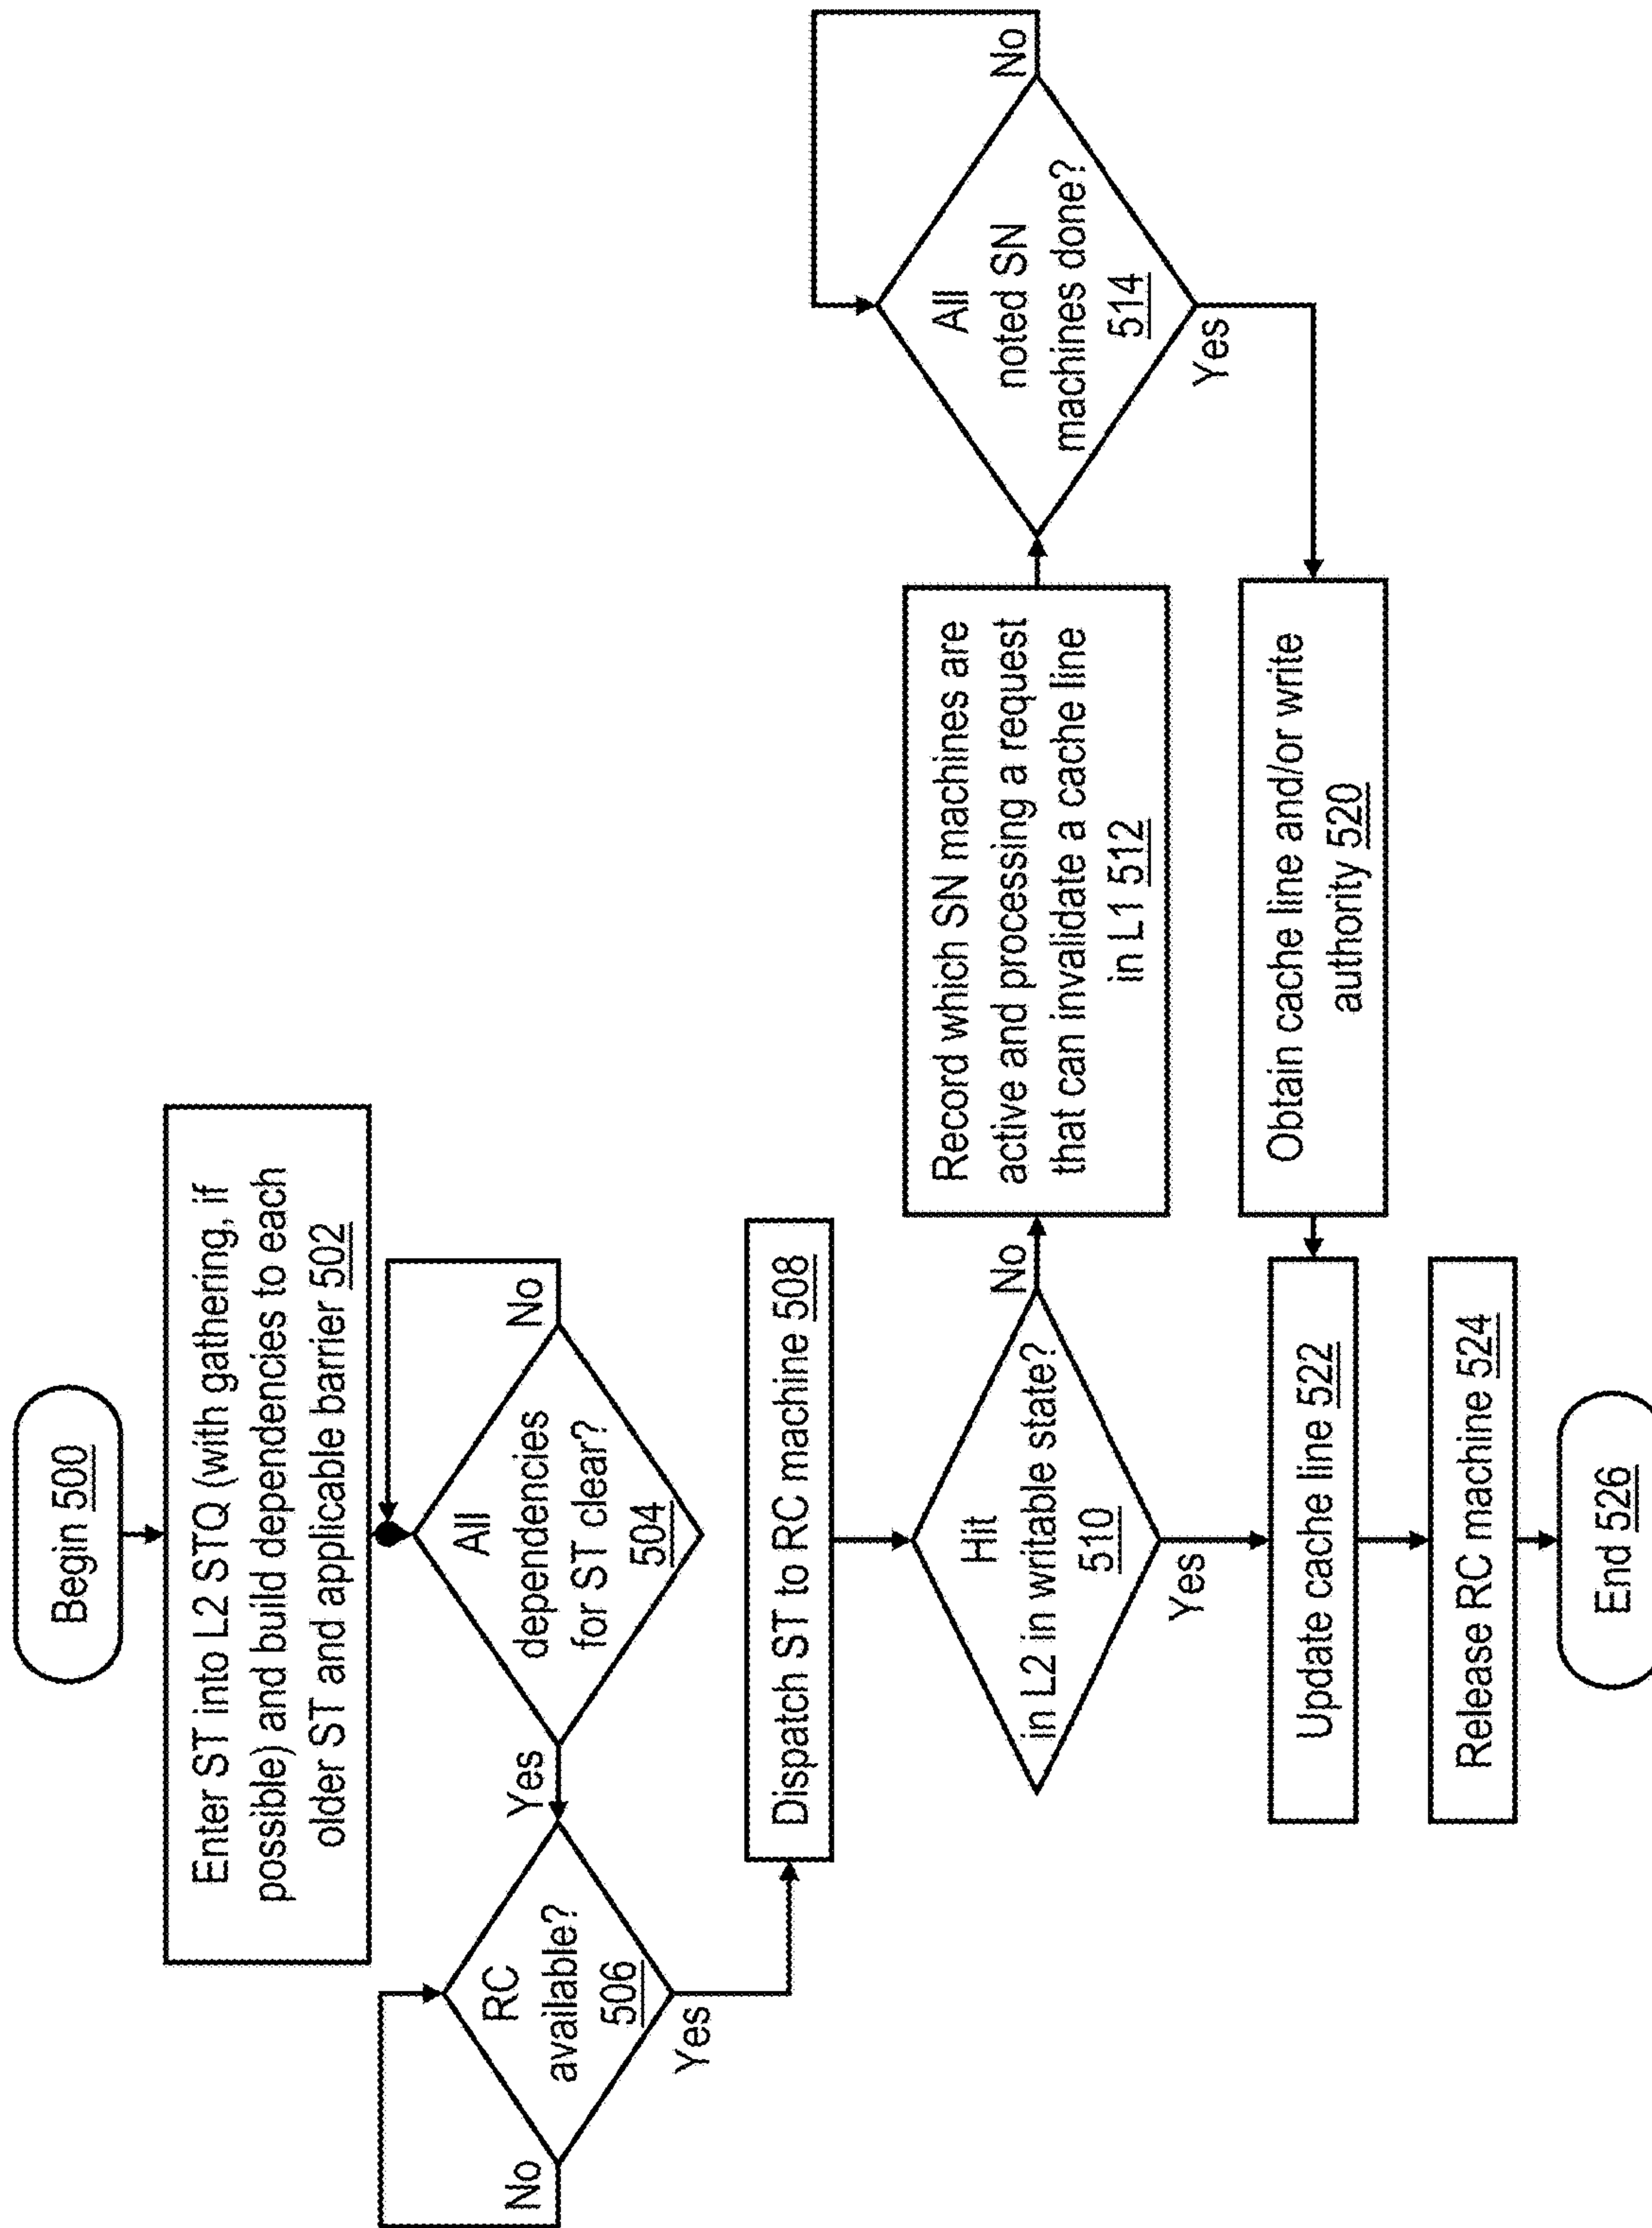 Begin 500
Enter ST into L2 STQ (with gathering, if
possible) and build dependencies to each
older ST and applicable barrier 502
All
dependencies
for ST clear?
504
No
Yes
RC
available?
506
No
Yes
Dispatch ST to RC machine 508
Hit
in L2 in writable state?
510
No
Yes
Record which SN machines are
active and processing a request
that can invalidate a cache line
in L1 512
All
noted SN
machines done?
514
No
Yes
Obtain cache line and/or write
authority 520
Update cache line 522
Release RC machine 524
End 526